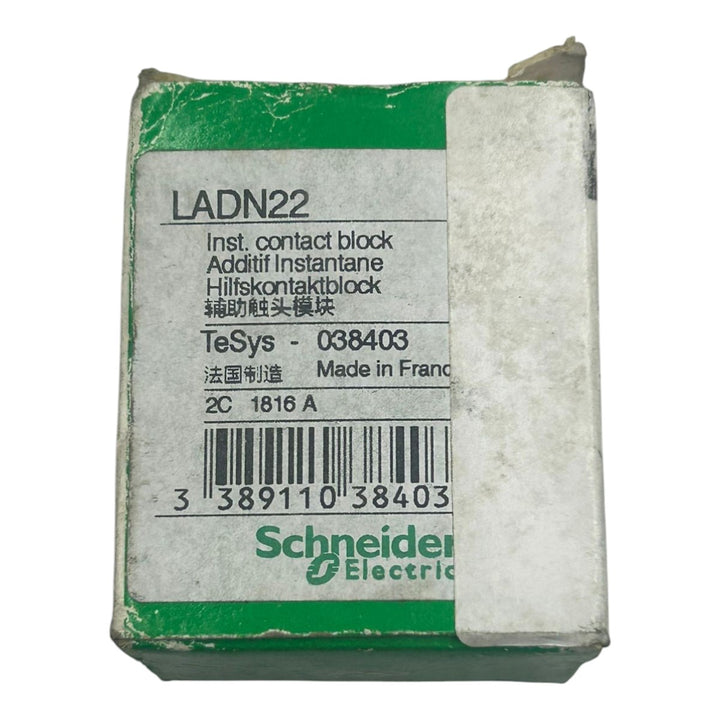 LADN22
Inst. contact block
Additif Instantane
Hilfskontaktblock
辅助触头模块
TeSys - 038403
法国制造 Made in Franc
2C 1816 A
3 389110 38403
Schneider
Electric